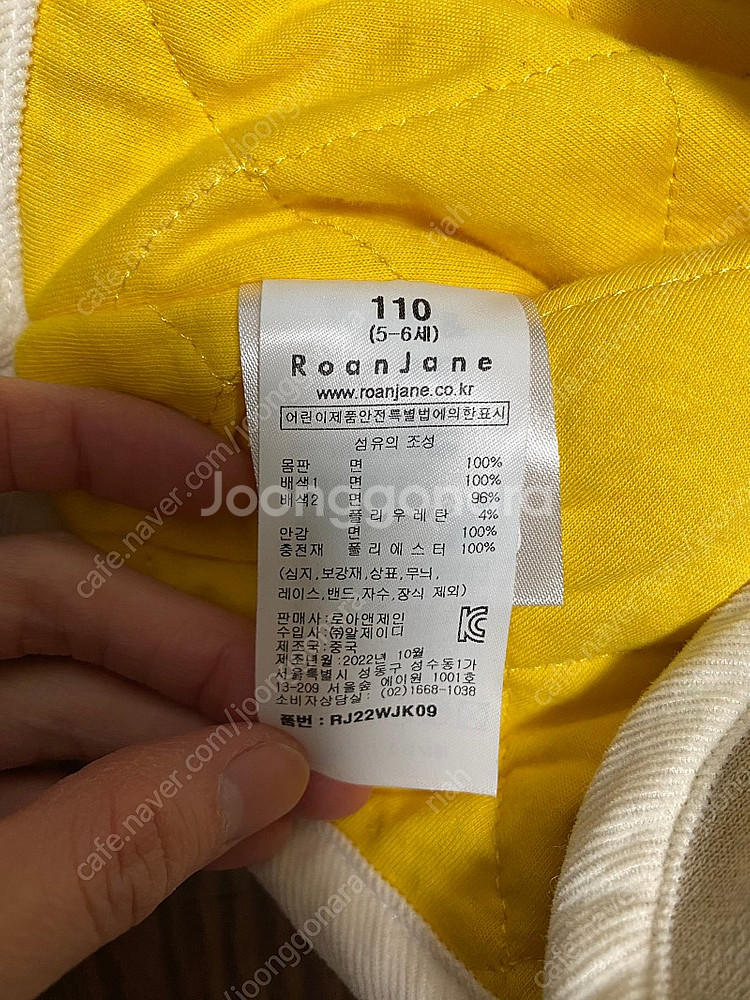 110
(5-6세)
RoanJane
www.roanjane.co.kr
어린이제품안전특별법에의한표시
섬유의 조성
몸판 면 100%
배색1 면 100%
배색2 면 96%
폴리우레탄 4%
안감 면 100%
충전재 폴리에스터 100%
(심지,보강재,상표,무늬,
레이스,밴드,자수,장식 제외)
판매사:로아앤제인
수입사:㈜알제이디
제조국:중국
제조년월:2022년 10월
서울특별시 성동구 성수동1가
13-209 서울숲 에이원 1001호
소비자상담실: (02)1668-1038
품번 : RJ22WJK09
Joonggonara
cafe.naver.com/joonggonara
riah